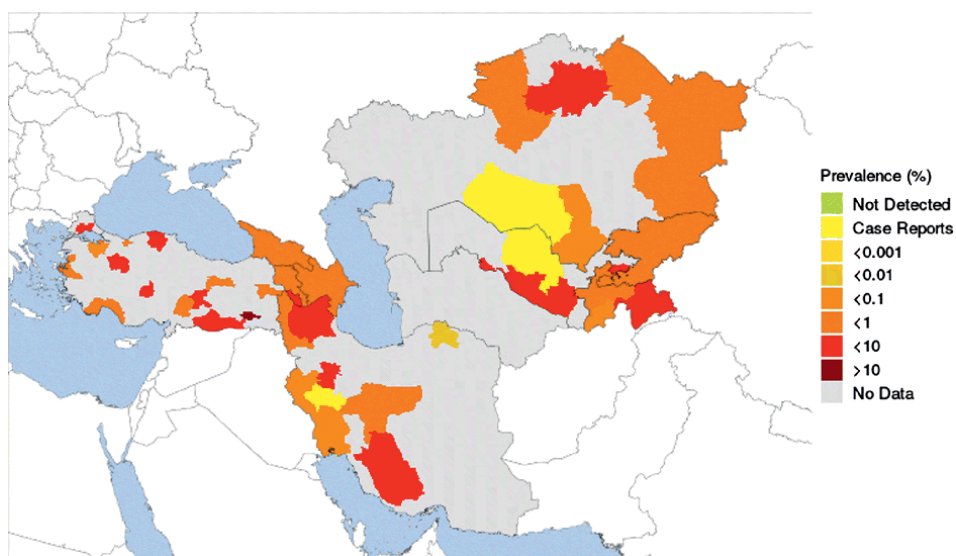 Prevalence (%)
Not Detected
Case Reports
<0.001
<0.01
<0.1
<1
<10
>10
No Data